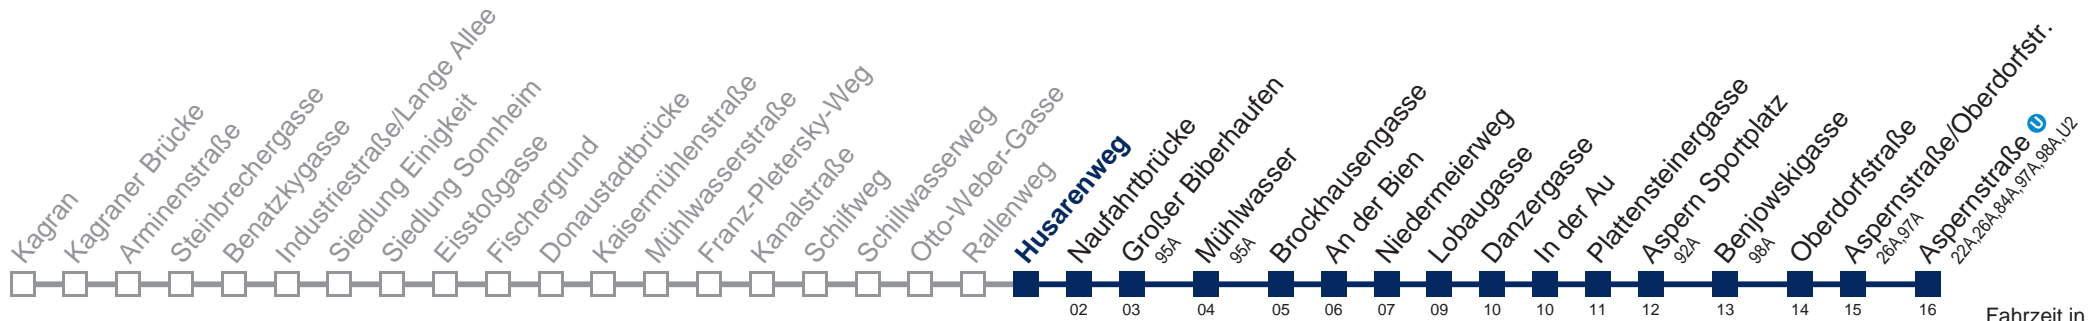 Kagran
Kagraner Brücke
Arminenstraße
Steinbrechergasse
Benatzkygasse
Industriestraße/Lange Allee
Siedlung Einigkeit
Siedlung Sonnheim
Eisstoßgasse
Fischergrund
Donaustadtbrücke
Kaisermühlenstraße
Mühlwasserstraße
Franz-Pletersky-Weg
Kanalstraße
Schilfweg
Schillwasserweg
Otto-Weber-Gasse
Rallenweg
Husarenweg
Naufahrtbrücke
02
Großer Biberhaufen
95A
03
Mühlwasser
95A
04
Brockhausengasse
05
An der Bien
06
Niedermeierweg
07
Lobaugasse
09
Danzergasse
10
In der Au
10
Plattensteinergasse
11
Aspern Sportplatz
92A
12
Benjowskigasse
98A
13
Oberdorfstraße
14
Aspernstraße/Oberdorfstr.
26A,97A
15
Aspernstraße U
22A,26A,84A,97A,98A,U2
16
Fahrzeit in